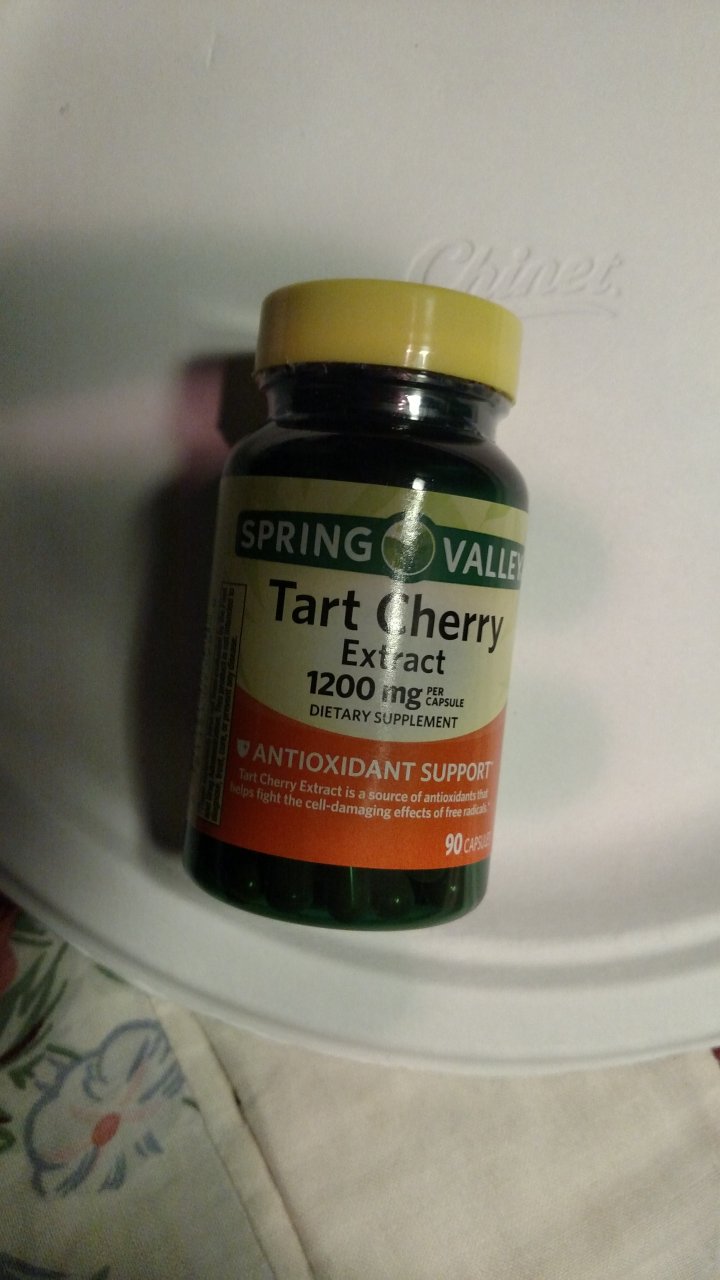 Chinet
SPRING VALLEY
Tart Cherry
Extract
1200 mg PER CAPSULE
DIETARY SUPPLEMENT
ANTIOXIDANT SUPPORT*
Tart Cherry Extract is a source of antioxidants that
helps fight the cell-damaging effects of free radicals.*
90 CAPSULES